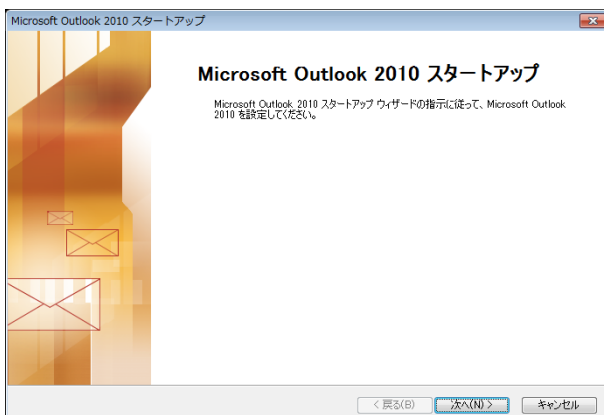 Microsoft Outlook 2010 スタートアップ
Microsoft Outlook 2010 スタートアップ
Microsoft Outlook 2010 スタートアップ ウィザードの指示に従って、Microsoft Outlook
2010 を設定してください。
< 戻る(B)
次へ(N) >
キャンセル